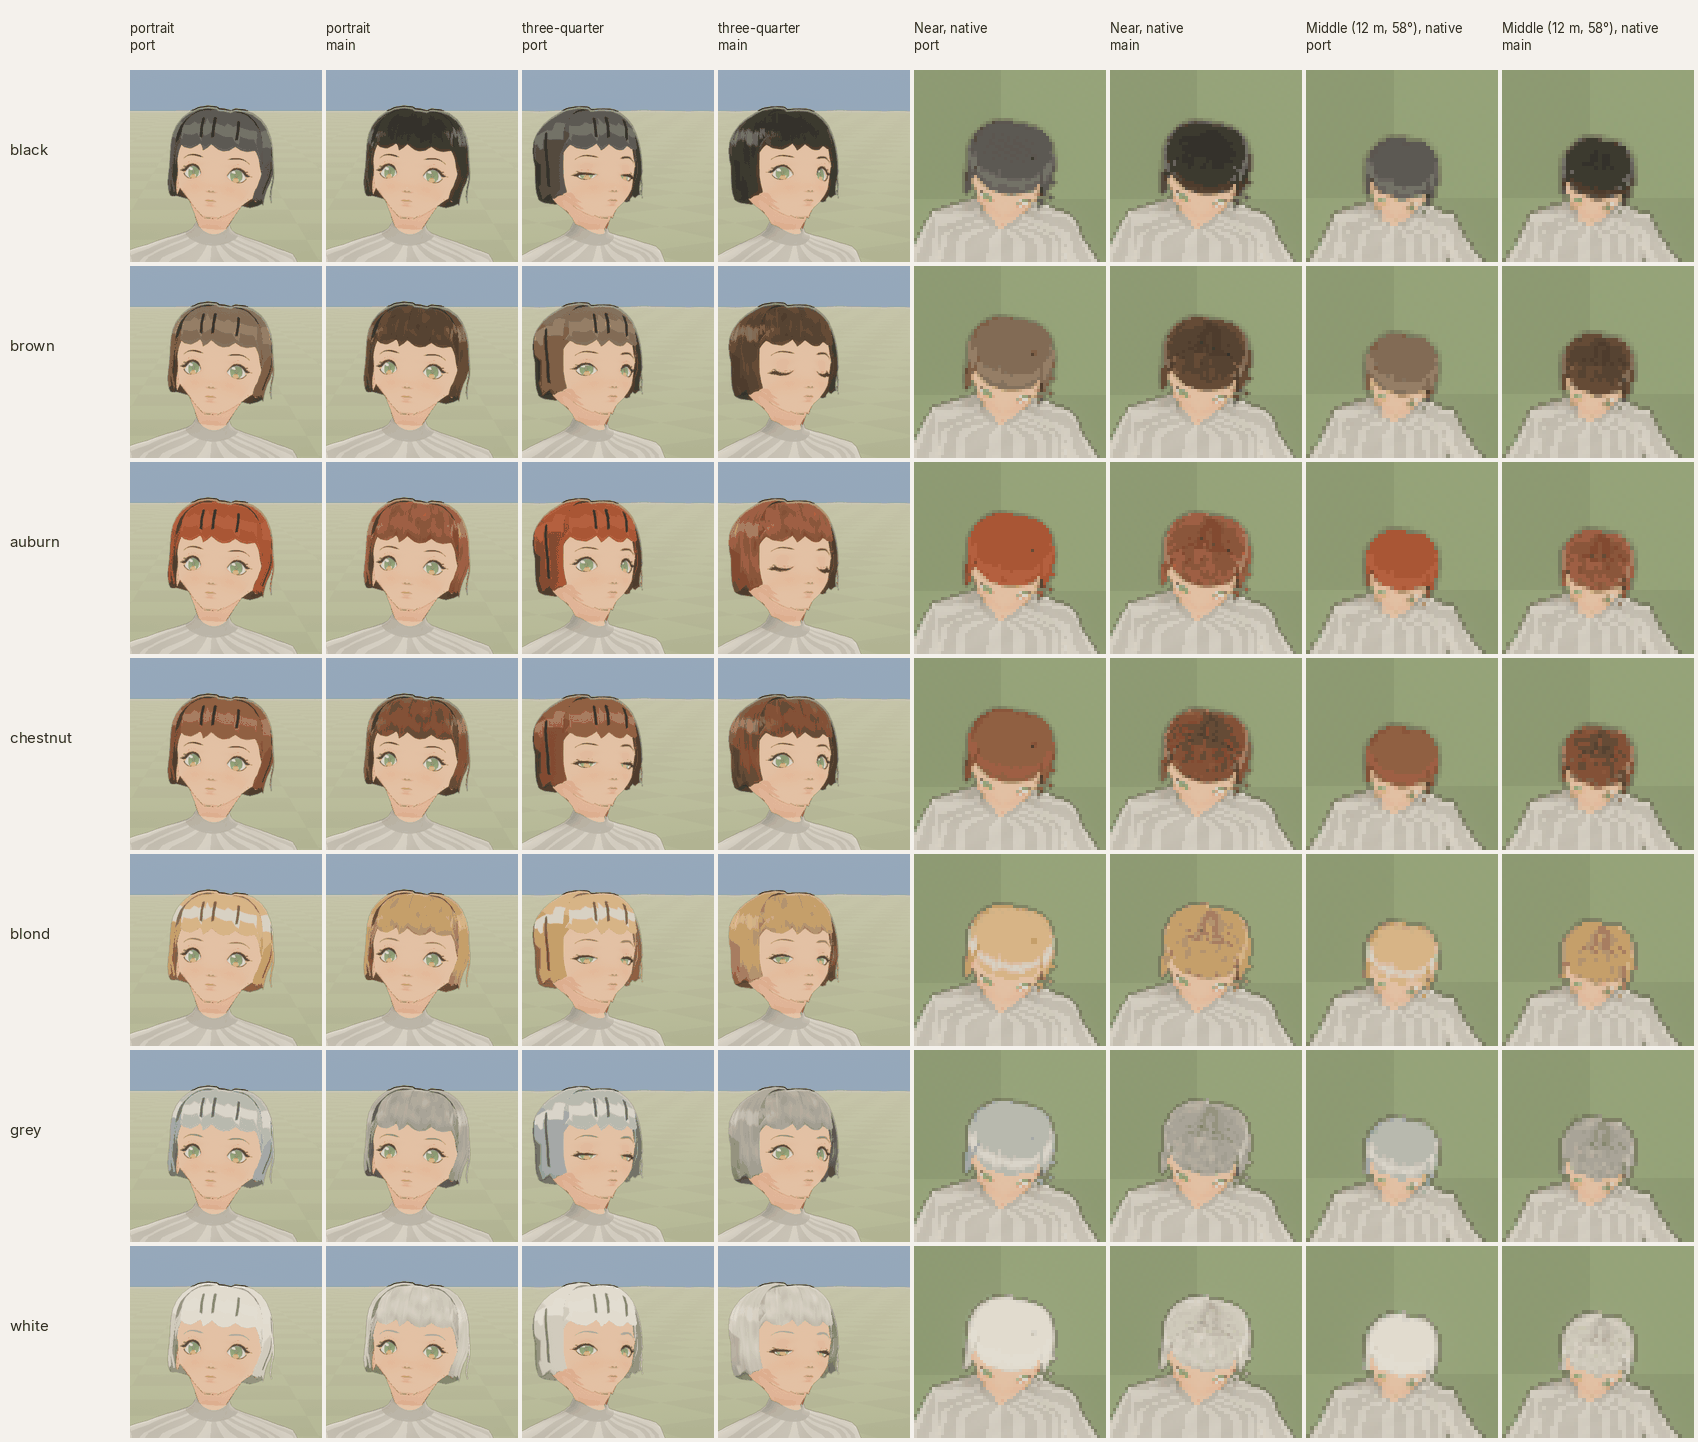 portrait
port
portrait
main
three-quarter
port
three-quarter
main
Near, native
port
Near, native
main
Middle (12 m, 58°), native
port
Middle (12 m, 58°), native
main
black
brown
auburn
chestnut
blond
grey
white